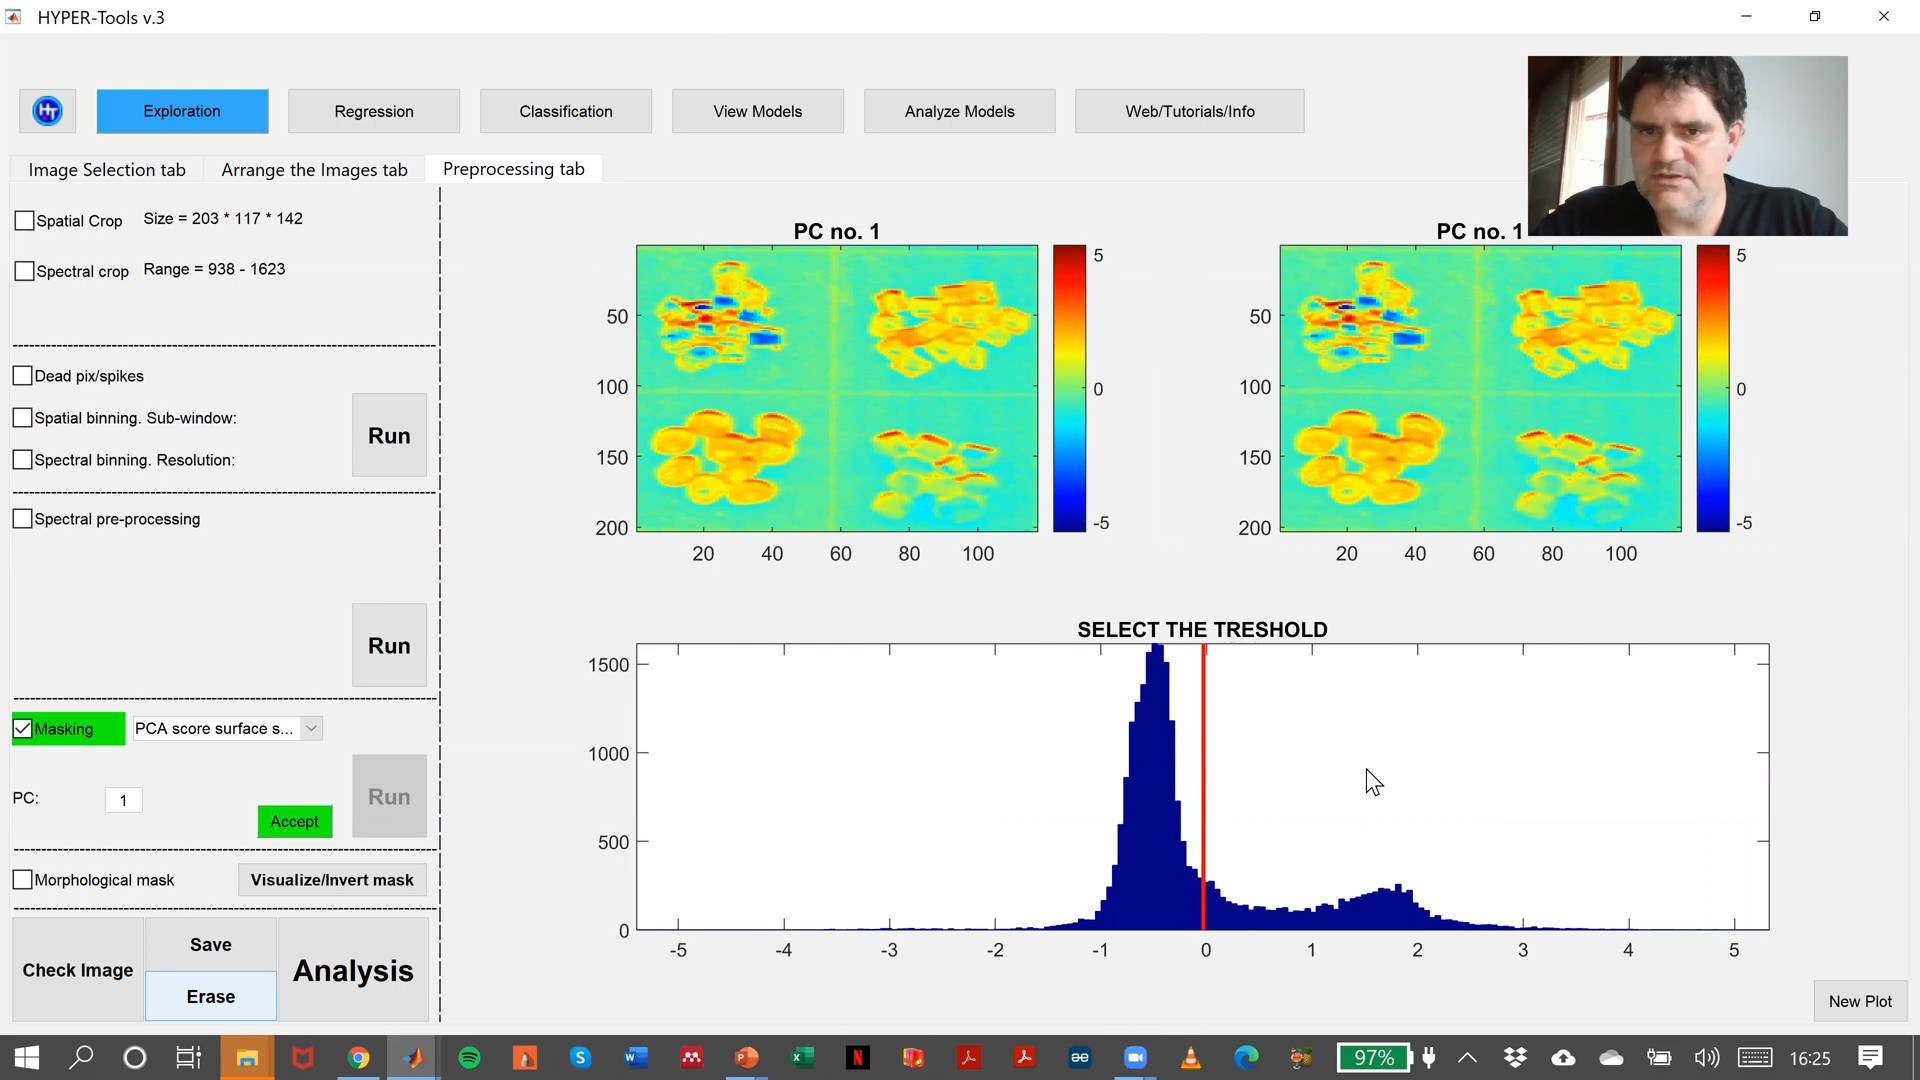 HYPER-Tools v.3
HT
Exploration
Regression
Classification
View Models
Analyze Models
Web/Tutorials/Info
Image Selection tab
Arrange the Images tab
Preprocessing tab
Spatial Crop
Size = 203 * 117 * 142
Spectral crop
Range = 938 - 1623
Dead pix/spikes
Spatial binning. Sub-window:
Spectral binning. Resolution:
Run
Spectral pre-processing
Run
Masking
PCA score surface s...
PC:
1
Accept
Run
Morphological mask
Visualize/Invert mask
Check Image
Save
Erase
Analysis
PC no. 1
50
100
150
200
20 40 60 80 100
5
0
-5
PC no. 1
50
100
150
200
20 40 60 80 100
5
0
-5
SELECT THE TRESHOLD
1500
1000
500
0
-5 -4 -3 -2 -1 0 1 2 3 4 5
New Plot
97%
16:25